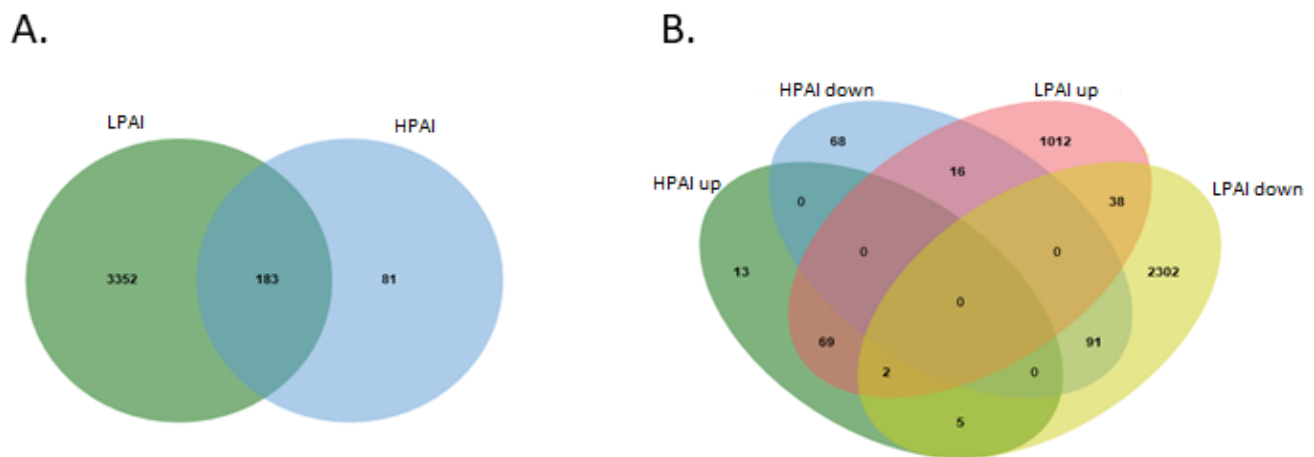 A.
LPAI
HPAI
3352
183
81
B.
HPAI down
LPAI up
HPAI up
LPAI down
68
1012
16
0
38
0
0
13
2302
0
69
91
2
0
5